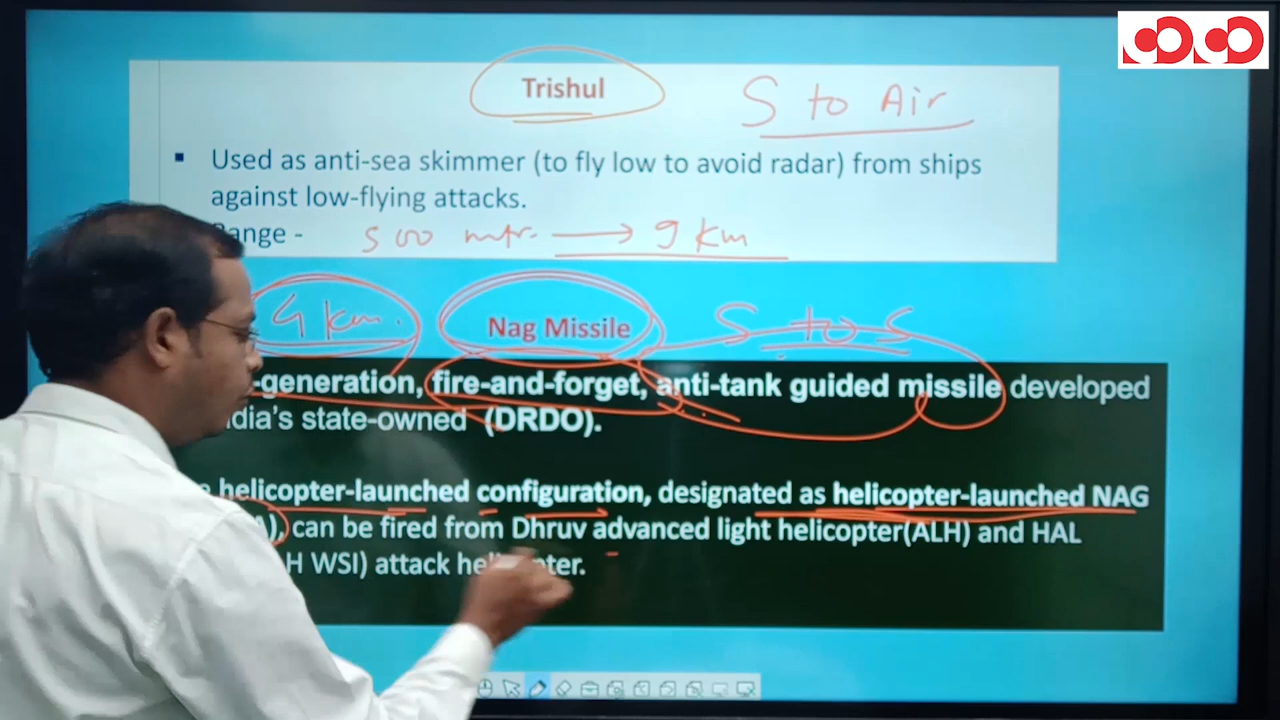 Trishul
S to Air
Used as anti-sea skimmer (to fly low to avoid radar) from ships
against low-flying attacks.
Range - 500 mtr. → 9 km
4 km. Nag Missile S to S
-generation, fire-and-forget, anti-tank guided missile developed
India's state-owned (DRDO).
helicopter-launched configuration, designated as helicopter-launched NAG
can be fired from Dhruv advanced light helicopter(ALH) and HAL
H WSI) attack helicopter.